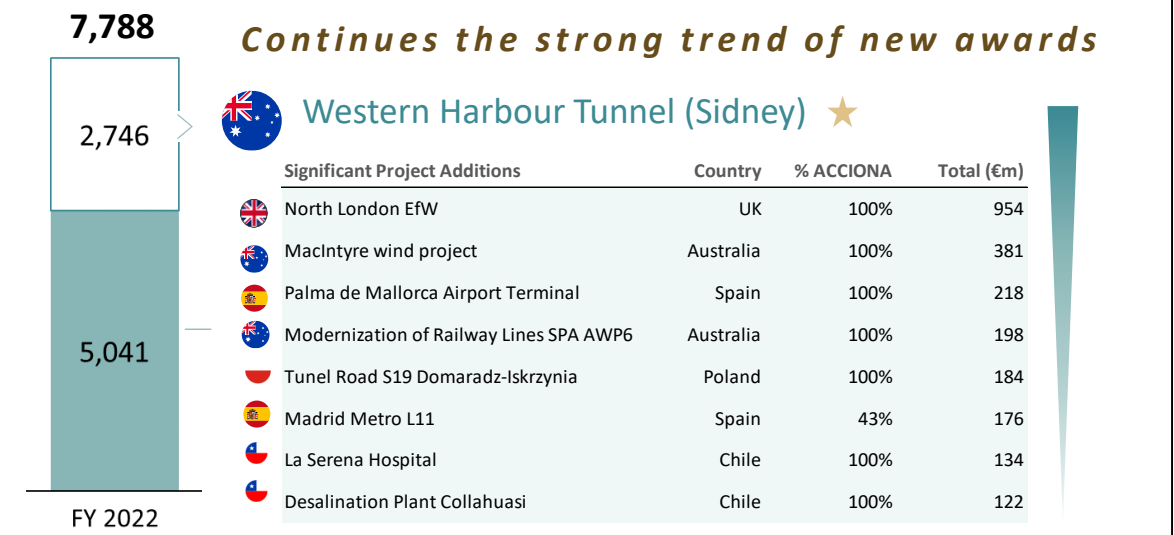 7,788
2,746
5,041
FY 2022
Continues the strong trend of new awards
Western Harbour Tunnel (Sidney)
Significant Project Additions Country % ACCIONA Total (€m)
North London EfW UK 100% 954
MacIntyre wind project Australia 100% 381
Palma de Mallorca Airport Terminal Spain 100% 218
Modernization of Railway Lines SPA AWP6 Australia 100% 198
Tunel Road S19 Domaradz-Iskrzynia Poland 100% 184
Madrid Metro L11 Spain 43% 176
La Serena Hospital Chile 100% 134
Desalination Plant Collahuasi Chile 100% 122